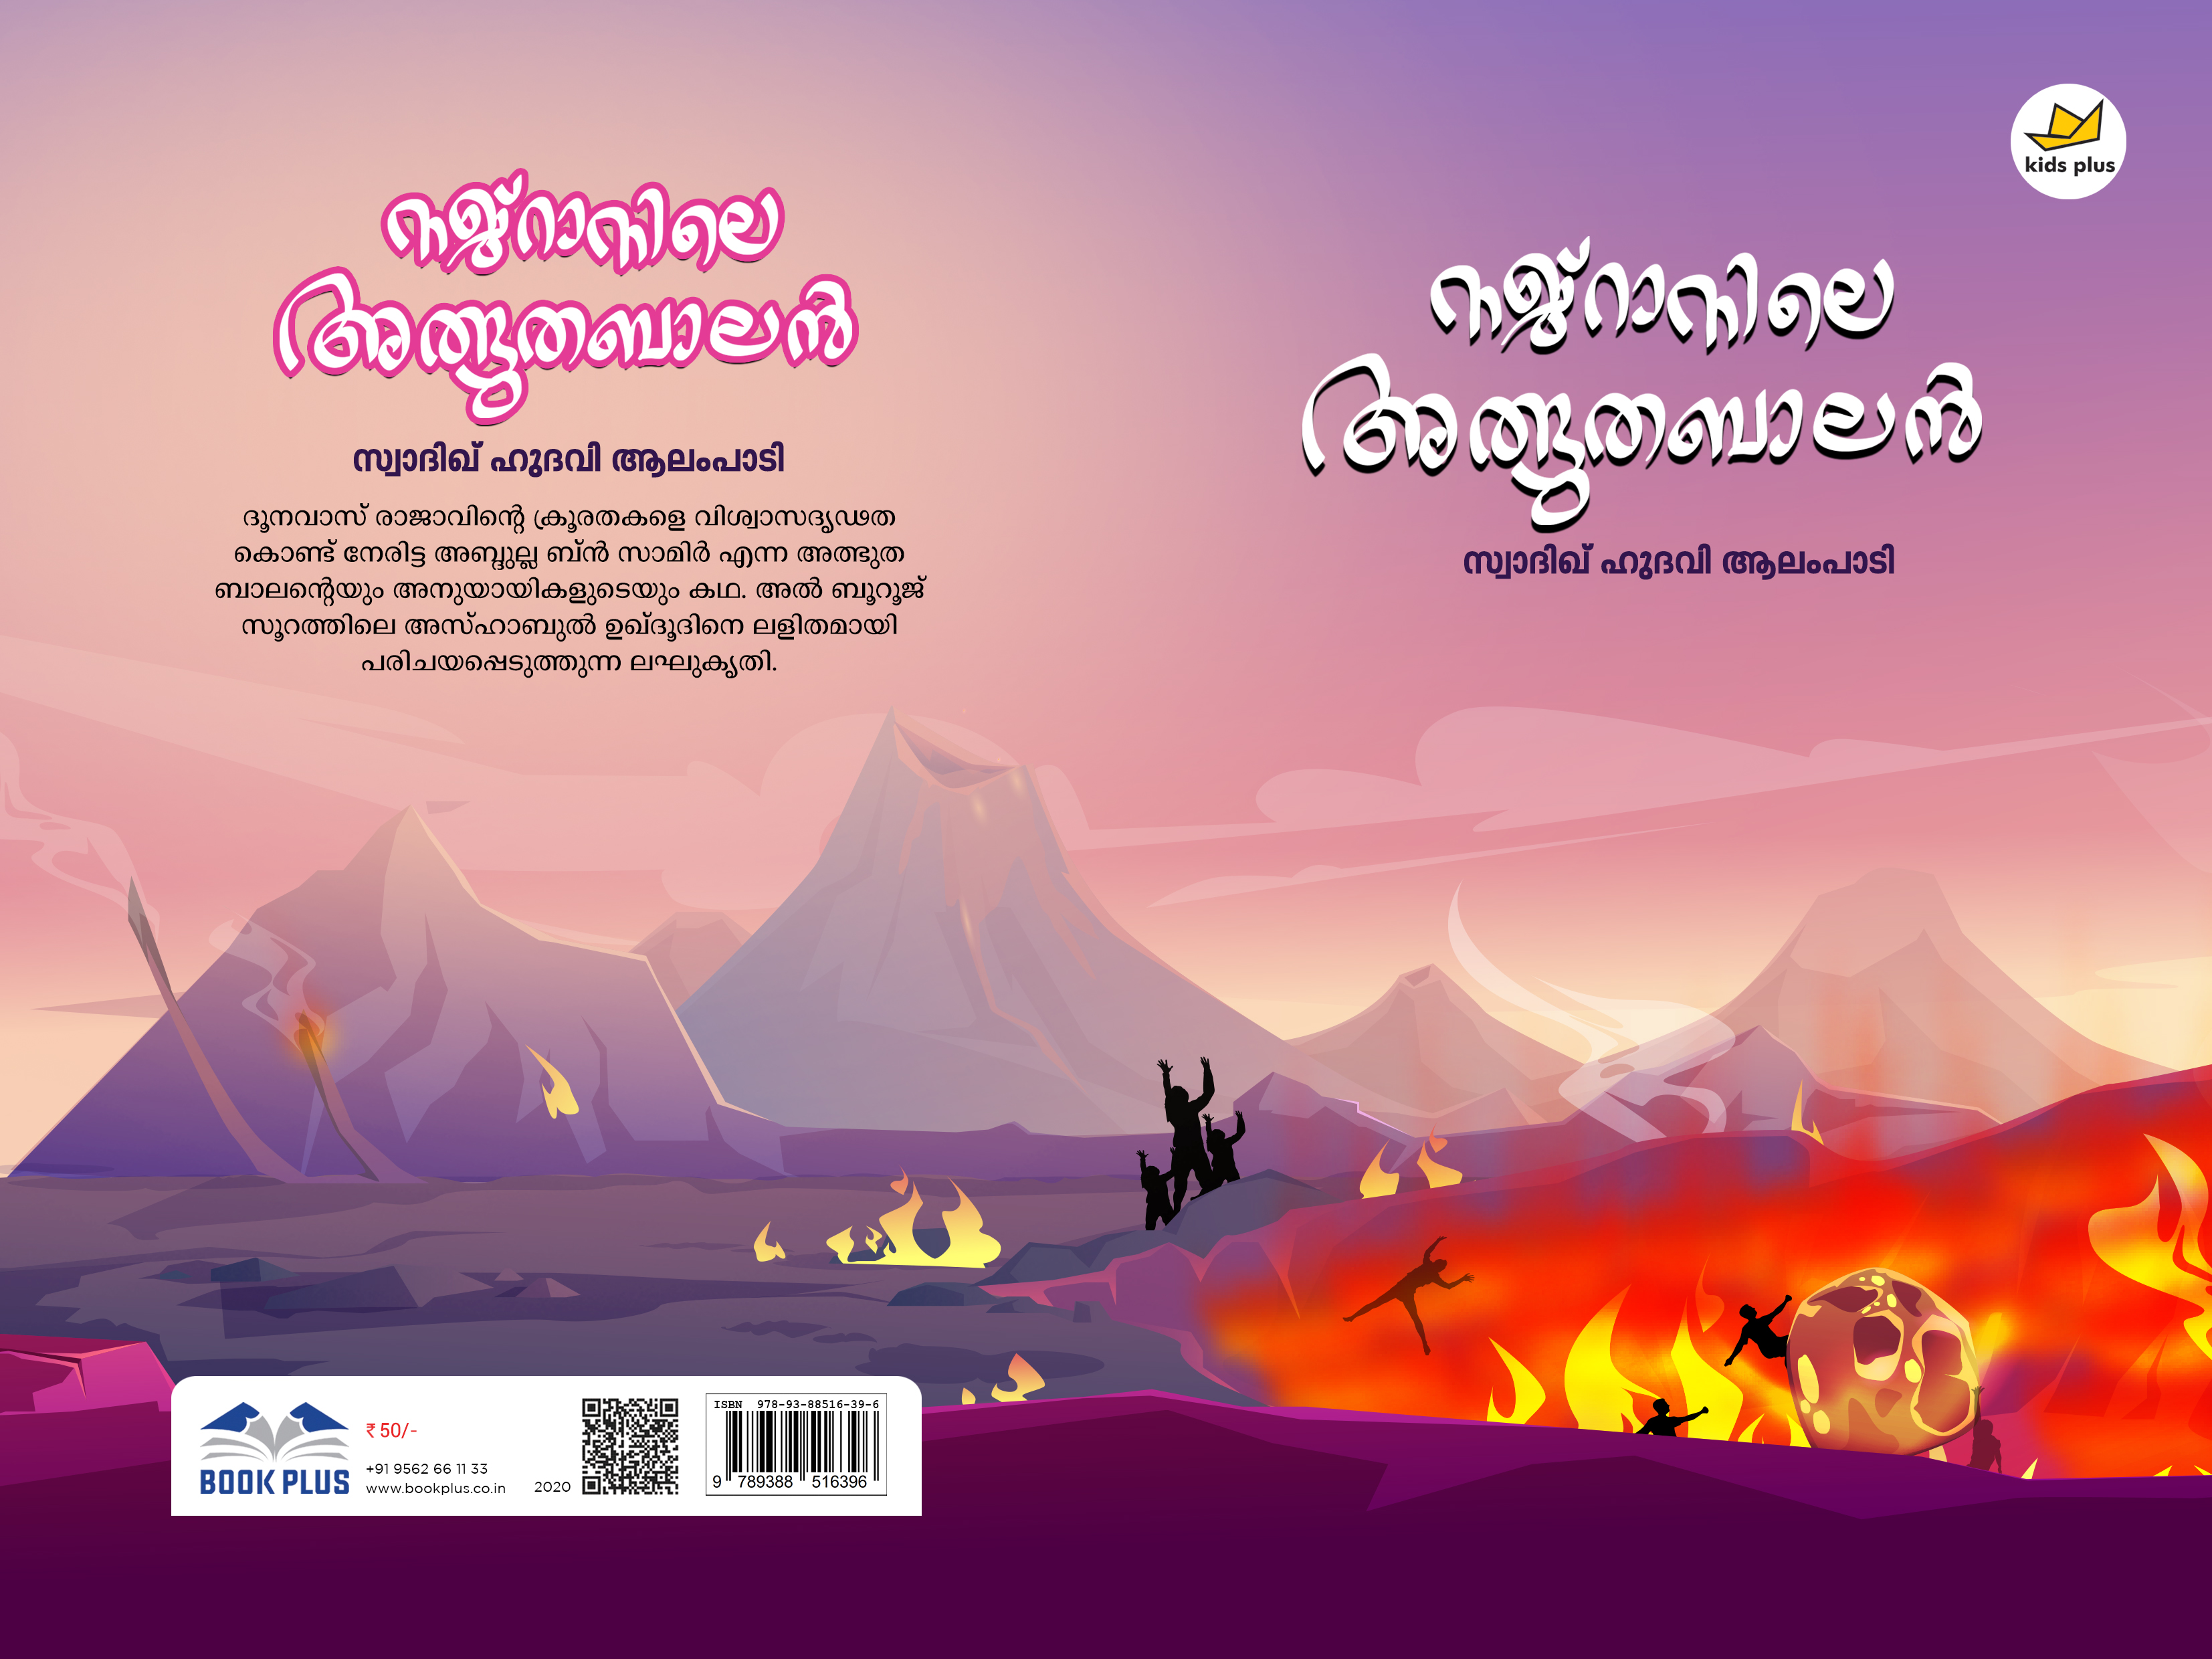 നജ്റാനിലെ
അത്ഭുതബാലൻ
സ്വാദിഖ് ഹുദവി ആലംപാടി
ദൂനവാസ് രാജാവിന്റെ ക്രൂരതകളെ വിശ്വാസദൃഢത
കൊണ്ട് നേരിട്ട അബ്ദുല്ല ബ്ൻ സാമിർ എന്ന അത്ഭുത
ബാലന്റെയും അനുയായികളുടെയും കഥ. അൽ ബൂറൂജ്
സൂറത്തിലെ അസ്ഹാബുൽ ഉഖ്ദൂദിനെ ലളിതമായി
പരിചയപ്പെടുത്തുന്ന ലഘുകൃതി.
BOOK PLUS
₹ 50/-
+91 9562 66 11 33
www.bookplus.co.in
2020
ISBN 978-93-88516-39-6
9 789388 516396
kids plus
നജ്റാനിലെ
അത്ഭുതബാലൻ
സ്വാദിഖ് ഹുദവി ആലംപാടി